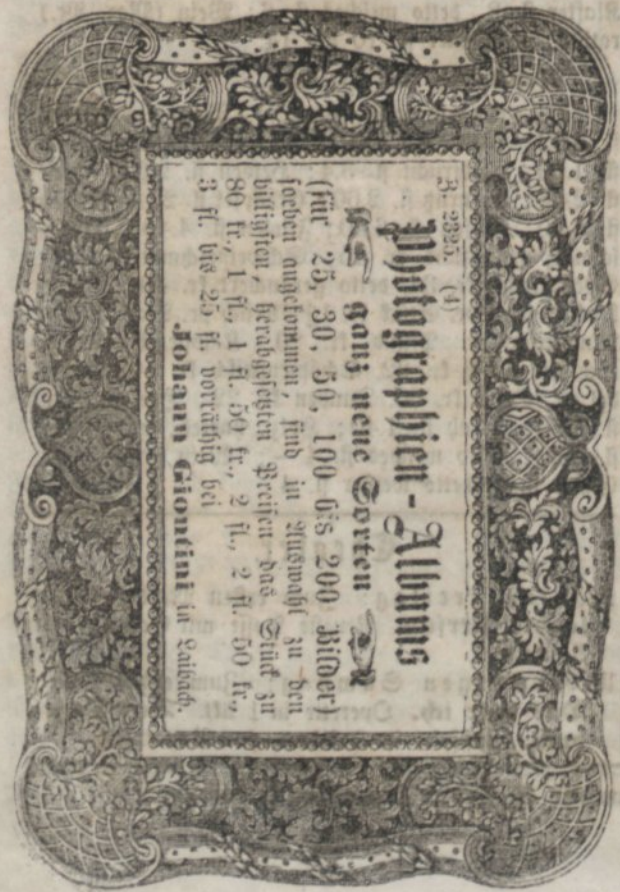 3. 2325. (4)
Photographien-Albums
ganz neue Sorten
(für 25, 30, 50, 100 bis 200 Bilder)
soeben angekommen, sind in Auswahl zu den
billigsten herabgesetzten Preisen das Stück zu
80 kr., 1 fl., 1 fl. 50 kr., 2 fl., 2 fl. 50 kr.,
3 fl. bis 25 fl. vorräthig bei
Johann Giontini in Laibach.